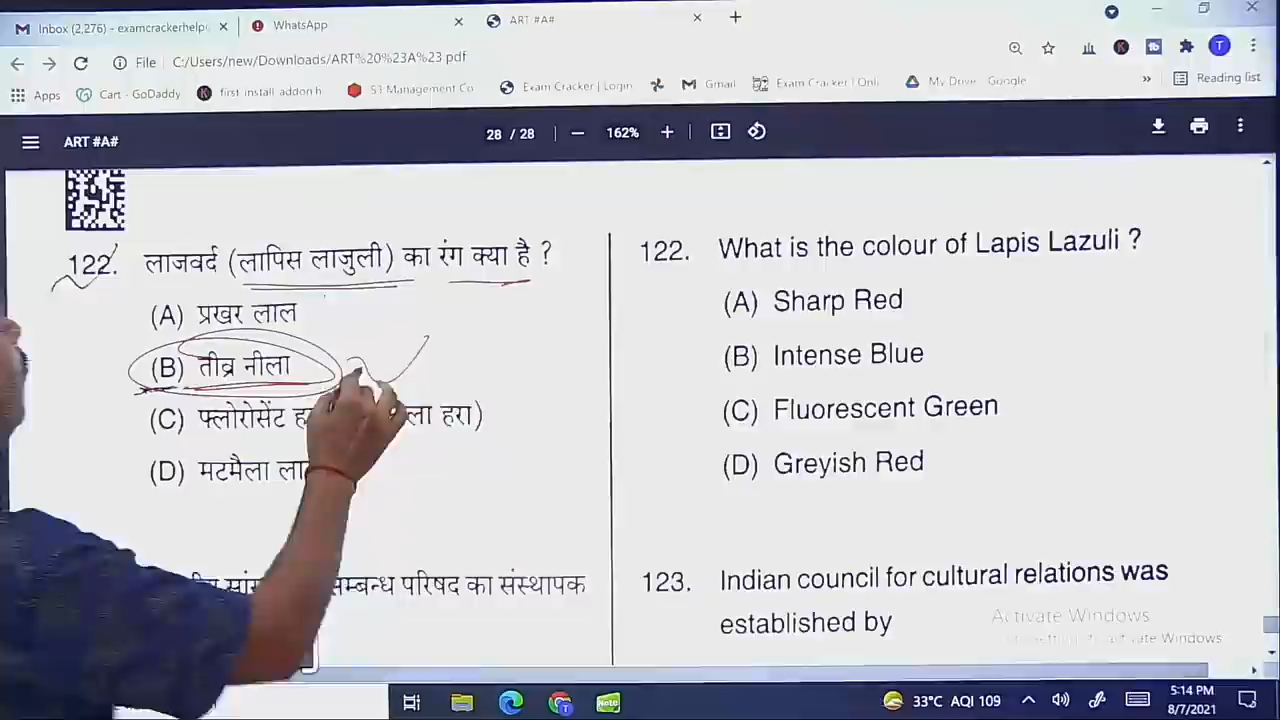 Inbox (2,276) - examcrackerhelp
WhatsApp
ART #A#
File C:/Users/new/Downloads/ART%20%23A%23.pdf
Apps Cart - GoDaddy first install addon h S3 Management Co Exam Cracker | Login Gmail Exam Cracker | Onli My Drive Google » Reading list
ART #A#
28 / 28
162%
122. लाजवर्द (लापिस लाजुली) का रंग क्या है ?
(A) प्रखर लाल
(B) तीव्र नीला
(C) फ्लोरोसेंट ला हरा)
(D) मटमैला
सम्बन्ध परिषद का संस्थापक
122. What is the colour of Lapis Lazuli ?
(A) Sharp Red
(B) Intense Blue
(C) Fluorescent Green
(D) Greyish Red
123. Indian council for cultural relations was
established by
Activate Windows
activate Windows
Note
33°C AQI 109
5:14 PM
8/7/2021